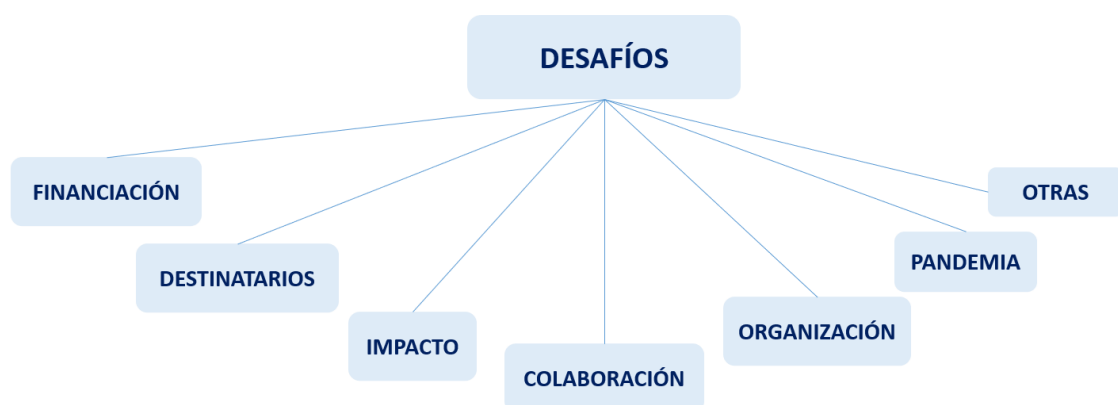 DESAFÍOS
FINANCIACIÓN
DESTINATARIOS
IMPACTO
COLABORACIÓN
ORGANIZACIÓN
PANDEMIA
OTRAS